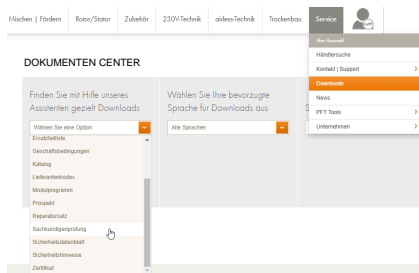 Mischen | Fördern
Rotor/Stator
Zubehör
230V-Technik
airless-Technik
Trockenbau
Service
Ihre Auswahl
Händlersuche
Kontakt | Support
Downloads
News
PFT Tools
Unternehmen
DOKUMENTEN CENTER
Finden Sie mit Hilfe unseres
Assistenten gezielt Downloads
Wählen Sie eine Option
Ersatzteilliste
Geschäftsbedingungen
Katalog
Lieferantenkodex
Modulprogramm
Prospekt
Reparatursatz
Sachkundigenprüfung
Sicherheitsdatenblatt
Sicherheitshinweise
Zertifikat
Wählen Sie Ihre bevorzugte
Sprache für Downloads aus
Alle Sprachen